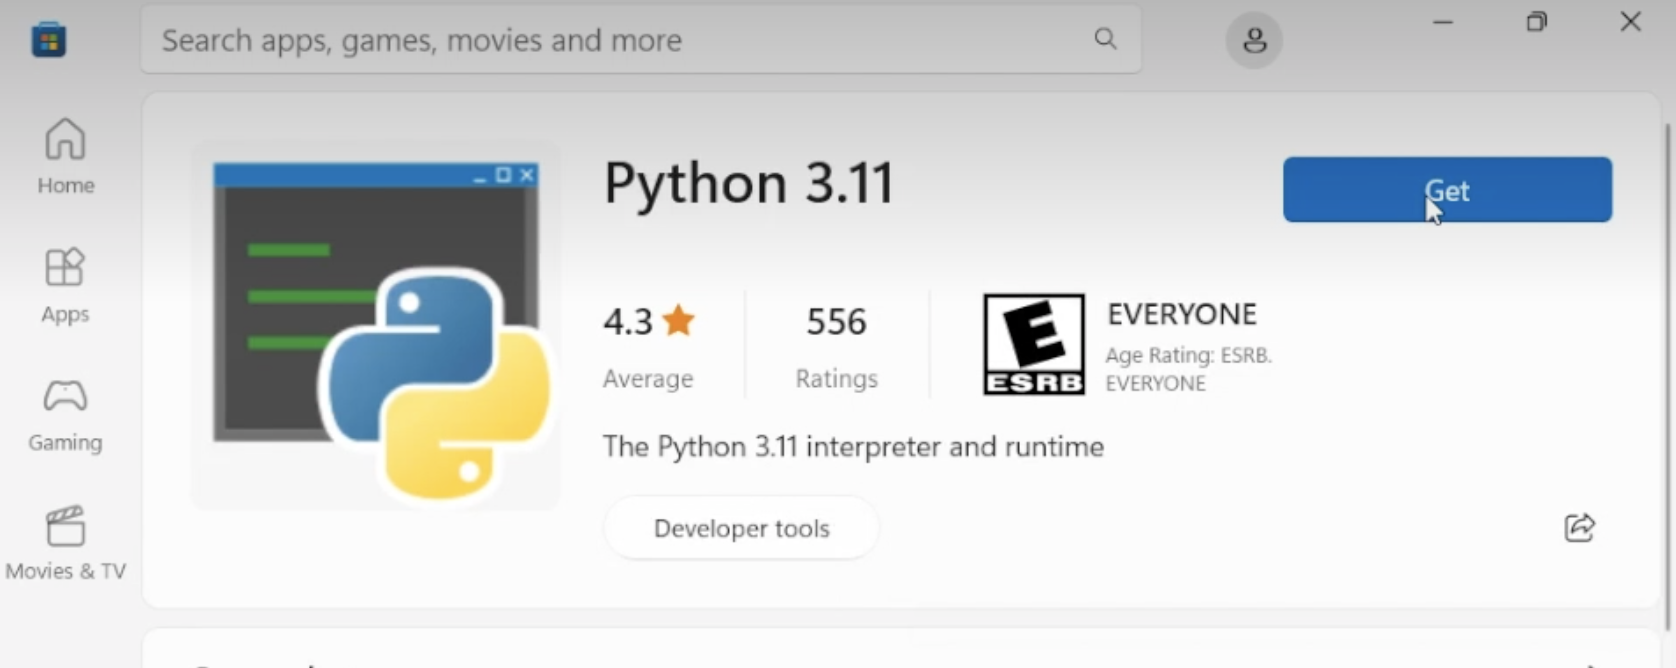 Search apps, games, movies and more
Home
Apps
Gaming
Movies & TV
Python 3.11
Get
4.3
Average
556
Ratings
E
ESRB
EVERYONE
Age Rating: ESRB.
EVERYONE
The Python 3.11 interpreter and runtime
Developer tools